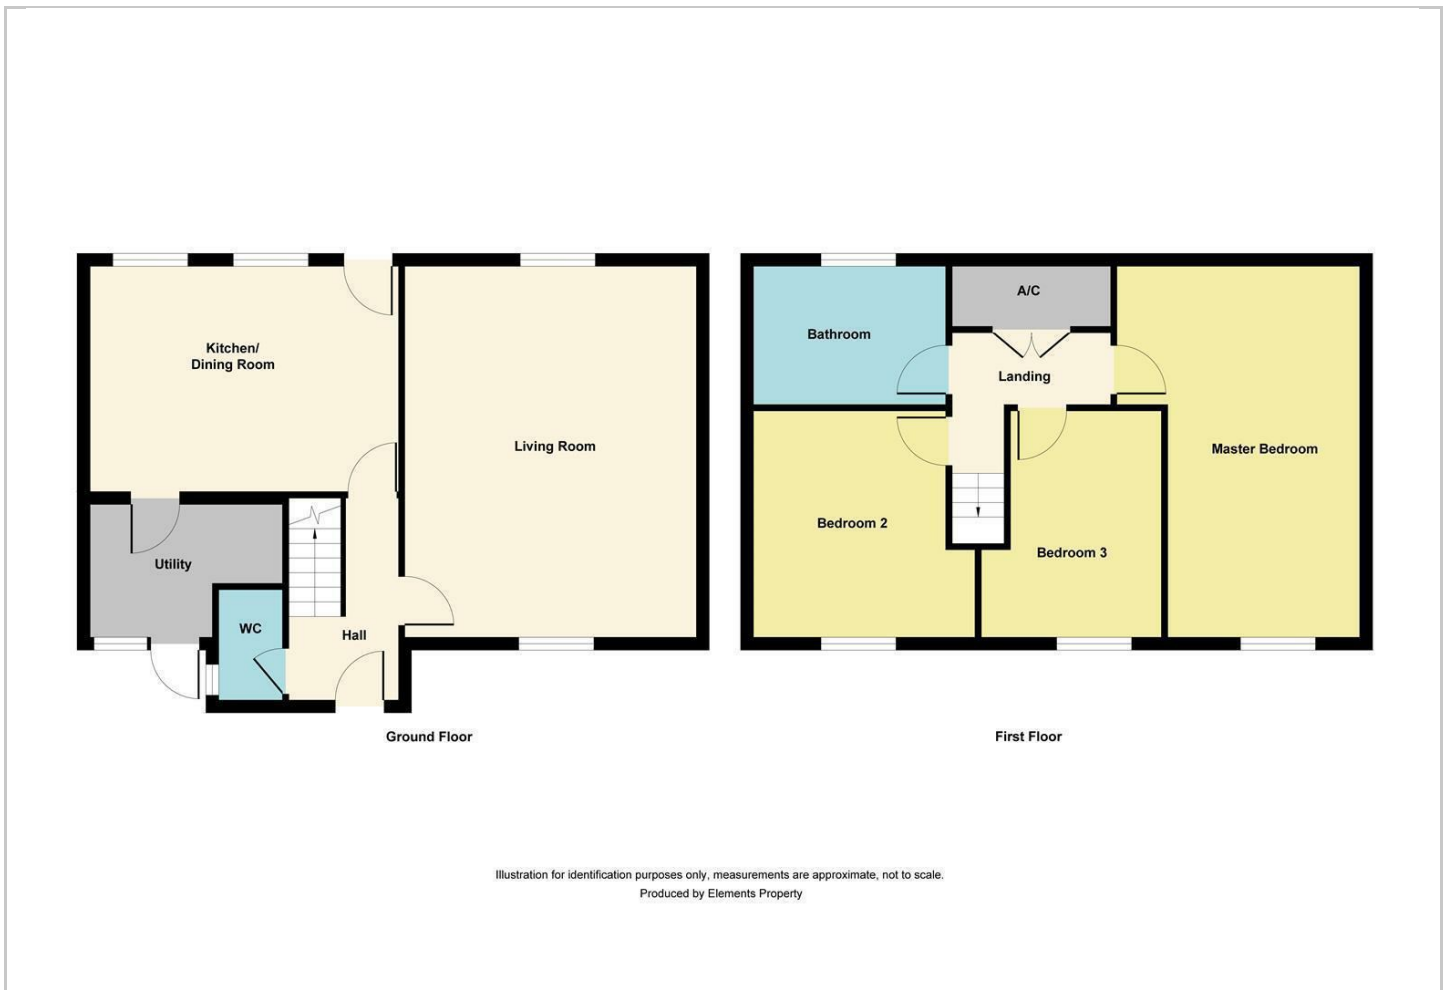 Kitchen/
Dining Room
Living Room
Utility
WC
Hall
Ground Floor
Bathroom
A/C
Landing
Master Bedroom
Bedroom 2
Bedroom 3
First Floor
Illustration for identification purposes only, measurements are approximate, not to scale.
Produced by Elements Property